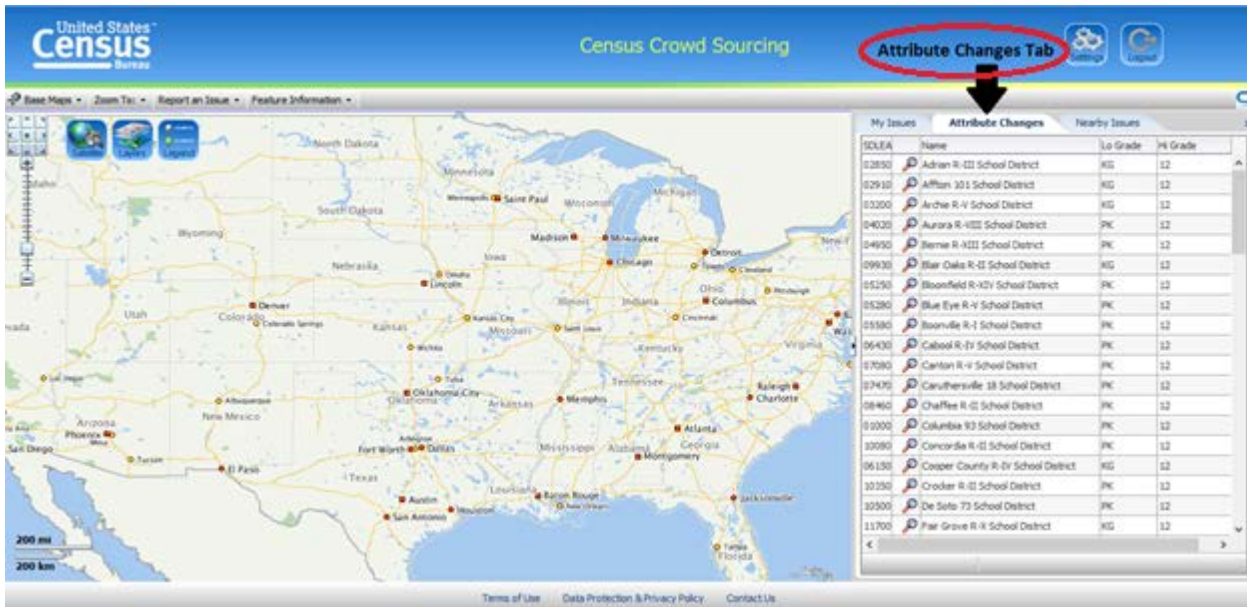 United States™
Census
Bureau
Census Crowd Sourcing
Attribute Changes Tab
Settings
Logout
Base Maps
Zoom To:
Report an Issue
Feature Information
Satellite
Layers
Legend
My Issues
Attribute Changes
Nearby Issues
SDLEA Name Lo Grade Hi Grade
02850 Adrian R-III School District KG 12
02910 Affton 101 School District KG 12
03200 Archie R-V School District KG 12
04020 Aurora R-VIII School District PK 12
04950 Bernie R-XIII School District PK 12
09930 Blair Oaks R-II School District KG 12
05250 Bloomfield R-XIV School District PK 12
05280 Blue Eye R-V School District PK 12
05580 Boonville R-I School District PK 12
06430 Cabool R-IV School District PK 12
07080 Canton R-V School District PK 12
07470 Caruthersville 18 School District PK 12
08460 Chaffee R-II School District PK 12
01000 Columbia 93 School District PK 12
10080 Concordia R-II School District PK 12
06150 Cooper County R-IV School District KG 12
10350 Crocker R-II School District PK 12
10500 De Soto 73 School District PK 12
11700 Fair Grove R-X School District KG 12
North Dakota
Minnesota
Idaho
Minneapolis Saint Paul
Wisconsin
Michigan
South Dakota
Wyoming
Madison
Milwaukee
Detroit
New Y
Iowa
Chicago
Toledo
Cleveland
Nebraska
Omaha
Lincoln
Ohio
Pittsburgh
Illinois
Indiana
Columbus
Denver
Utah
Colorado
Colorado Springs
Kansas
Kansas City
Missouri
Saint Louis
Cincinnati
vada
Was
Virginia
Kentucky
Wichita
Las Vegas
Tulsa
Tennessee
Raleigh
Oklahoma City
Oklahoma
Albuquerque
Arkansas
Memphis
Charlotte
New Mexico
Arizona
Phoenix
Mesa
Atlanta
San Diego
Tucson
Arlington
Fort Worth Dallas
Mississippi
Alabama
Georgia
Montgomery
El Paso
Texas
Louisiana
Austin
Baton Rouge
Jacksonville
San Antonio
Houston
New Orleans
200 mi
200 km
Tampa
Florida
Terms of Use
Data Protection & Privacy Policy
Contact Us